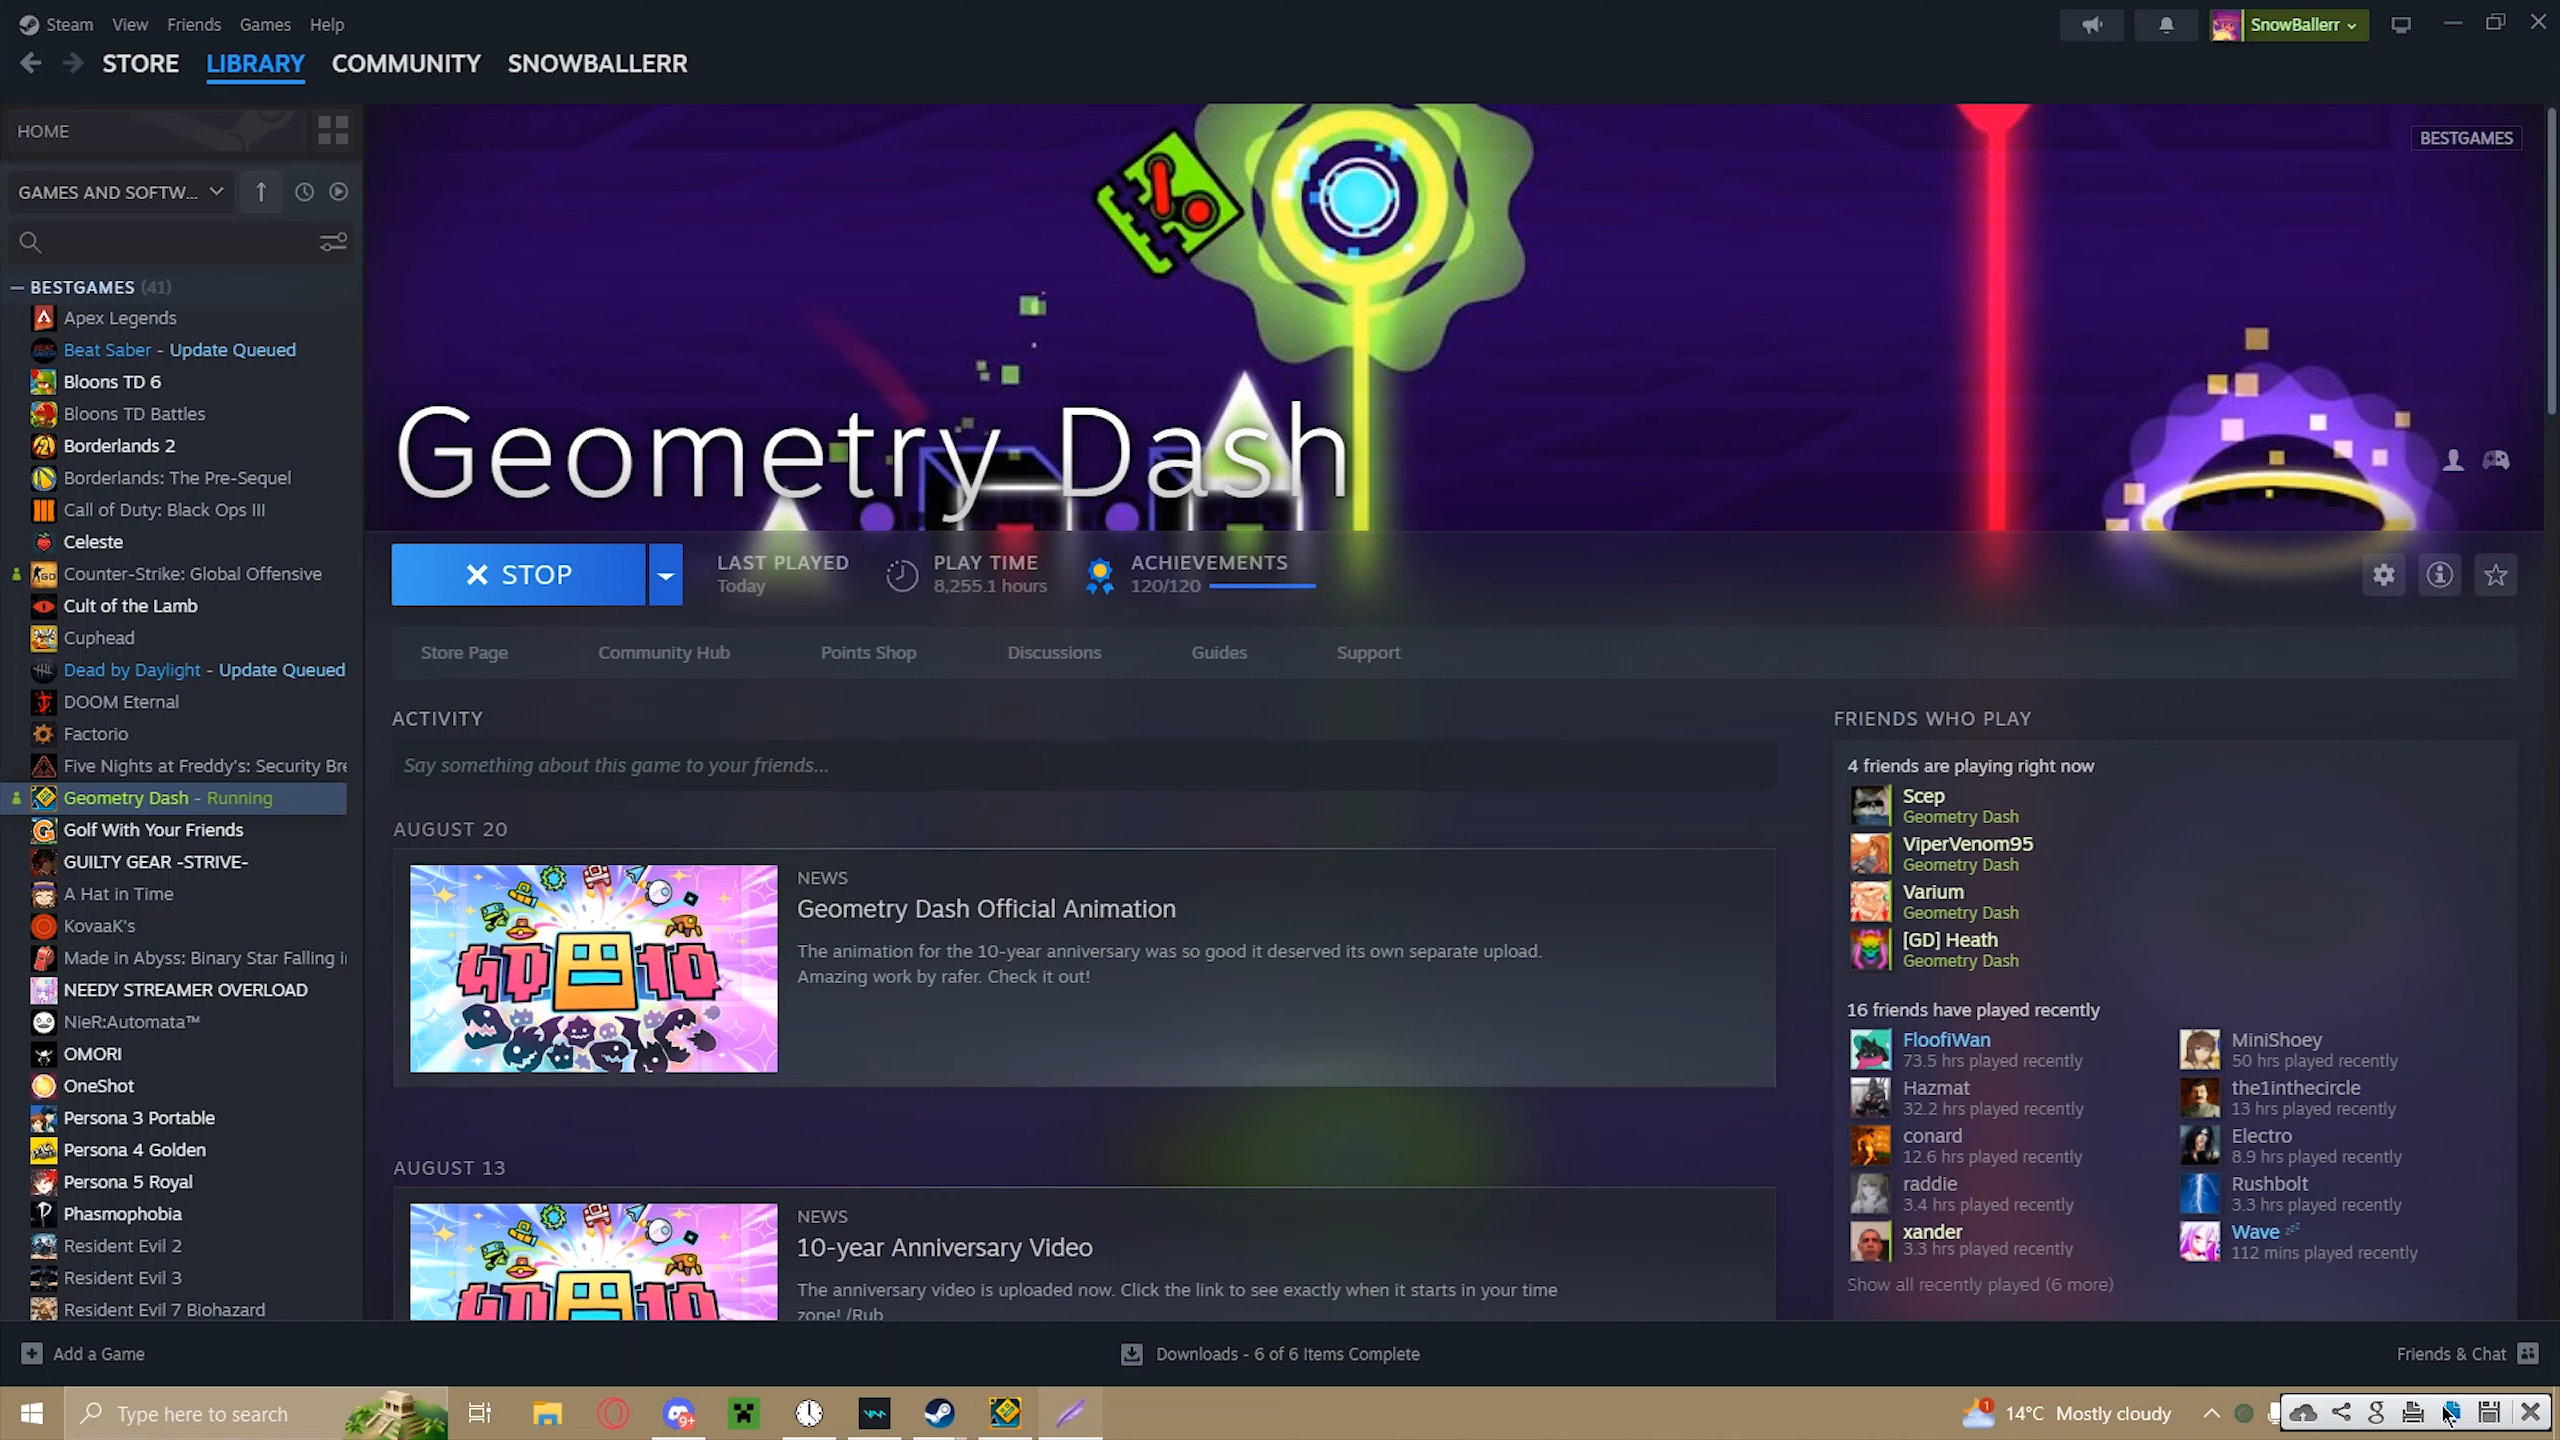 Steam View Friends Games Help
SnowBallerr
STORE LIBRARY COMMUNITY SNOWBALLERR
HOME
GAMES AND SOFTW...
BESTGAMES (41)
Apex Legends
Beat Saber - Update Queued
Bloons TD 6
Bloons TD Battles
Borderlands 2
Borderlands: The Pre-Sequel
Call of Duty: Black Ops III
Celeste
Counter-Strike: Global Offensive
Cult of the Lamb
Cuphead
Dead by Daylight - Update Queued
DOOM Eternal
Factorio
Five Nights at Freddy's: Security Bre
Geometry Dash - Running
Golf With Your Friends
GUILTY GEAR -STRIVE-
A Hat in Time
KovaaK's
Made in Abyss: Binary Star Falling i
NEEDY STREAMER OVERLOAD
NieR:Automata™
OMORI
OneShot
Persona 3 Portable
Persona 4 Golden
Persona 5 Royal
Phasmophobia
Resident Evil 2
Resident Evil 3
Resident Evil 7 Biohazard
BESTGAMES
Geometry Dash
STOP
LAST PLAYED
Today
PLAY TIME
8,255.1 hours
ACHIEVEMENTS
120/120
Store Page Community Hub Points Shop Discussions Guides Support
ACTIVITY
Say something about this game to your friends...
AUGUST 20
GD 10
NEWS
Geometry Dash Official Animation
The animation for the 10-year anniversary was so good it deserved its own separate upload.
Amazing work by rafer. Check it out!
AUGUST 13
GD 10
NEWS
10-year Anniversary Video
The anniversary video is uploaded now. Click the link to see exactly when it starts in your time
zone! /Rub
FRIENDS WHO PLAY
4 friends are playing right now
Scep
Geometry Dash
ViperVenom95
Geometry Dash
Varium
Geometry Dash
[GD] Heath
Geometry Dash
16 friends have played recently
FloofiWan
73.5 hrs played recently
MiniShoey
50 hrs played recently
Hazmat
32.2 hrs played recently
the1inthecircle
13 hrs played recently
conard
12.6 hrs played recently
Electro
8.9 hrs played recently
raddie
3.4 hrs played recently
Rushbolt
3.3 hrs played recently
xander
3.3 hrs played recently
Wave zzz
112 mins played recently
Show all recently played (6 more)
Add a Game
Downloads - 6 of 6 Items Complete
Friends & Chat
Type here to search
9+
1
14°C Mostly cloudy